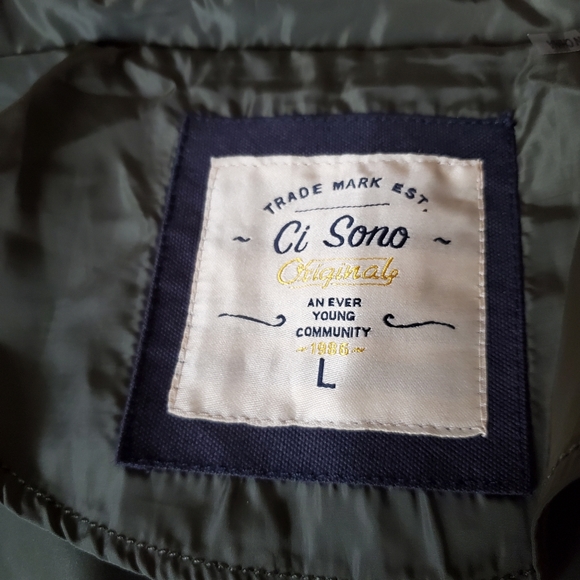 TRADE MARK EST.
~ Ci Sono ~
Originals
AN EVER
YOUNG
COMMUNITY
~1986~
L